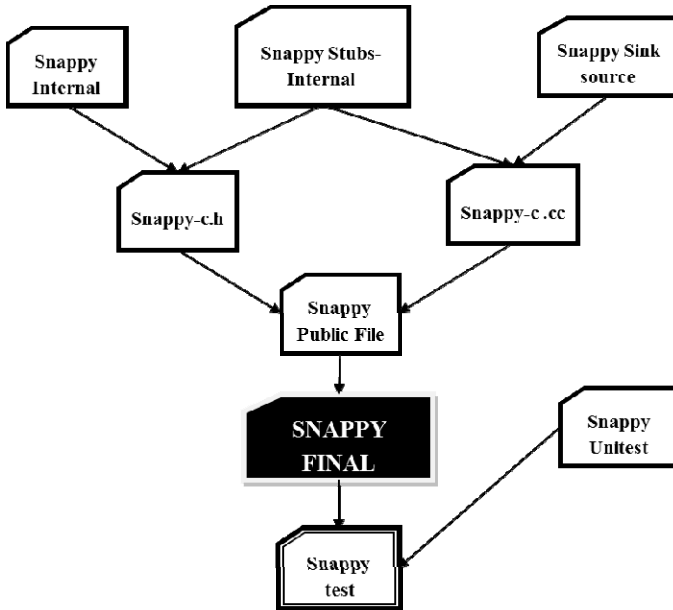 Snappy
Internal
Snappy Stubs-
Internal
Snappy Sink
source
Snappy-c.h
Snappy-c .cc
Snappy
Public File
SNAPPY
FINAL
Snappy
Unitest
Snappy
test